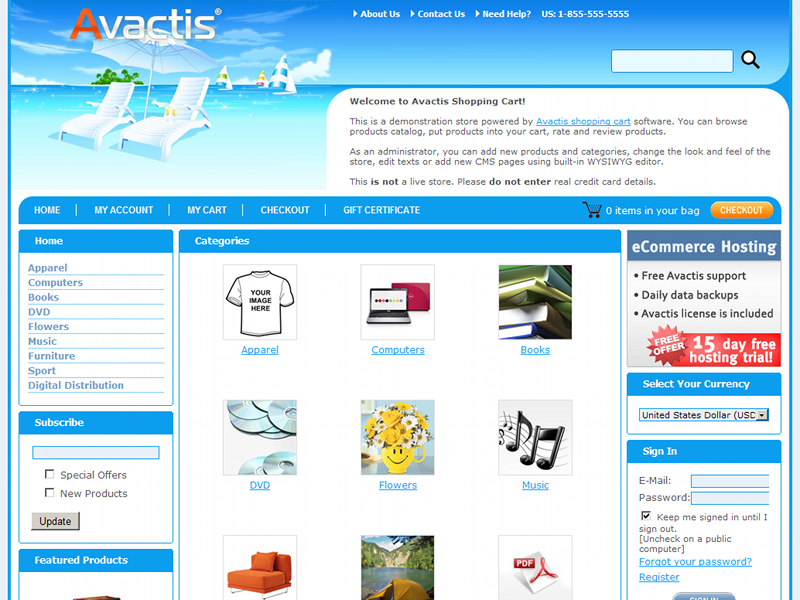 Avactis®
About Us
Contact Us
Need Help?
US: 1-855-555-5555
Welcome to Avactis Shopping Cart!
This is a demonstration store powered by Avactis shopping cart software. You can browse
products catalog, put products into your cart, rate and review products.
As an administrator, you can add new products and categories, change the look and feel of the
store, edit texts or add new CMS pages using built-in WYSIWYG editor.
This is not a live store. Please do not enter real credit card details.
HOME
MY ACCOUNT
MY CART
CHECKOUT
GIFT CERTIFICATE
0 items in your bag
CHECKOUT
Home
Apparel
Computers
Books
DVD
Flowers
Music
Furniture
Sport
Digital Distribution
Subscribe
Special Offers
New Products
Update
Featured Products
Categories
YOUR
IMAGE
HERE
Apparel
Computers
Books
DVD
Flowers
Music
PDF
eCommerce Hosting
• Free Avactis support
• Daily data backups
• Avactis license is included
FREE
OFFER
15 day free
hosting trial!
Select Your Currency
United States Dollar (USD
Sign In
E-Mail:
Password:
Keep me signed in until I
sign out.
[Uncheck on a public
computer]
Forgot your password?
Register
SIGN IN